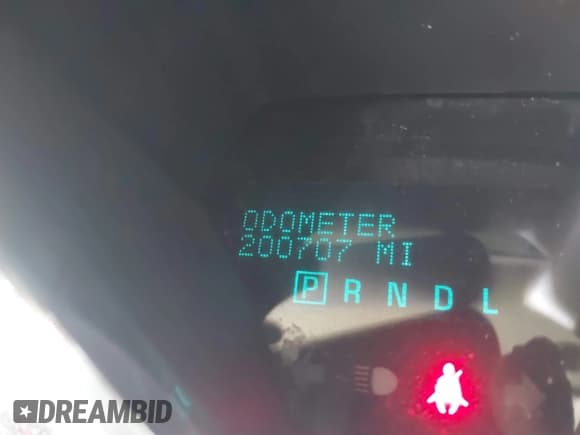 ODOMETER
200707 MI
P R N D L
DREAMBID